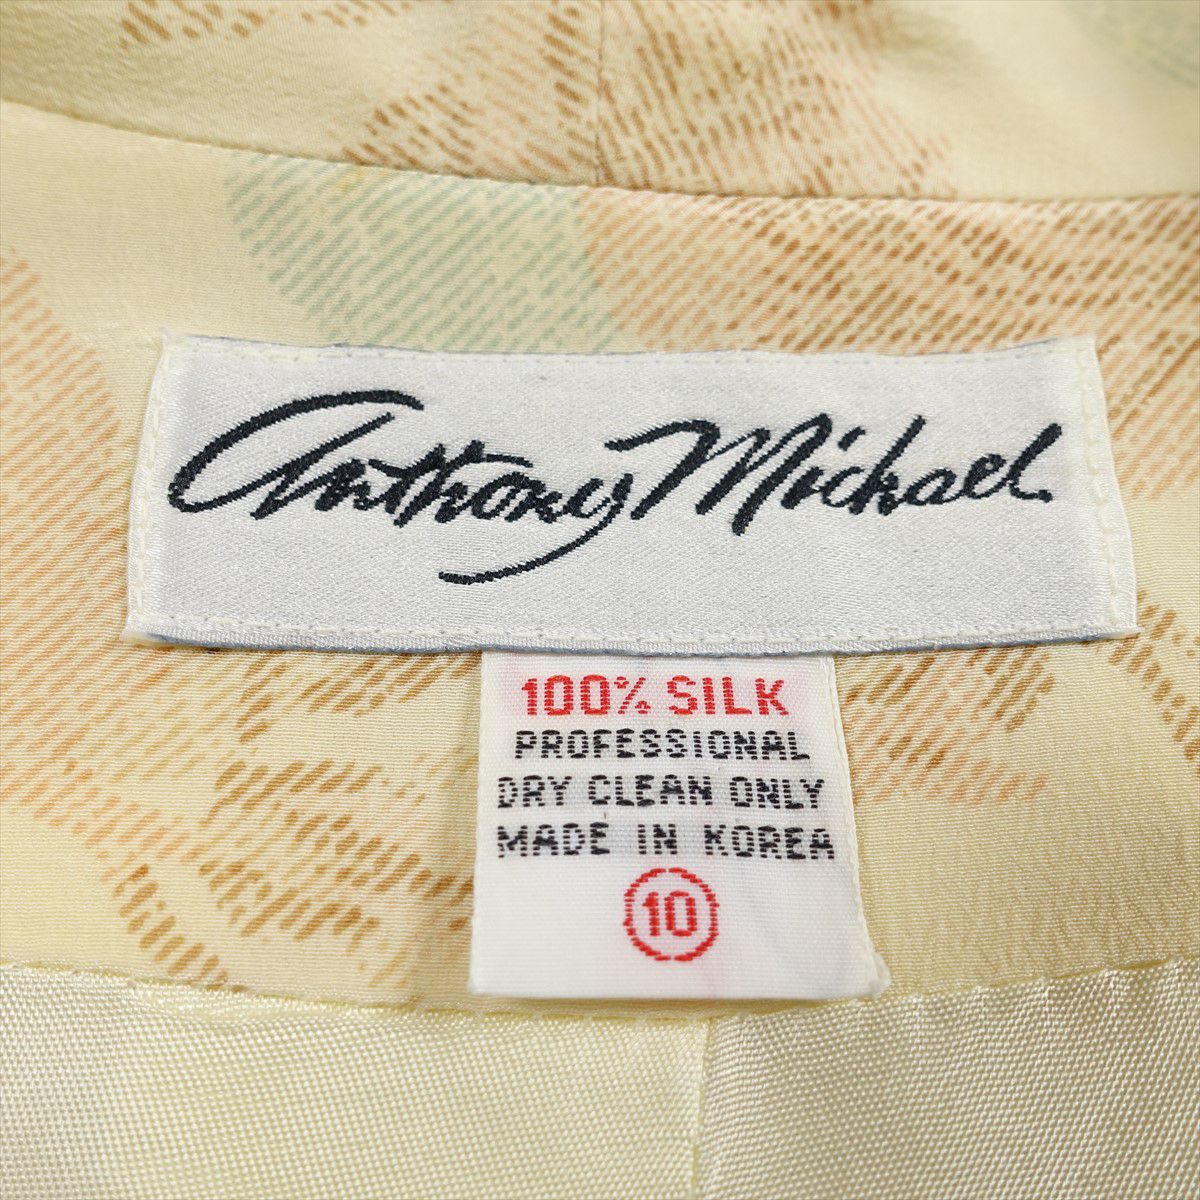 Anthony Michael
100% SILK
PROFESSIONAL
DRY CLEAN ONLY
MADE IN KOREA
10